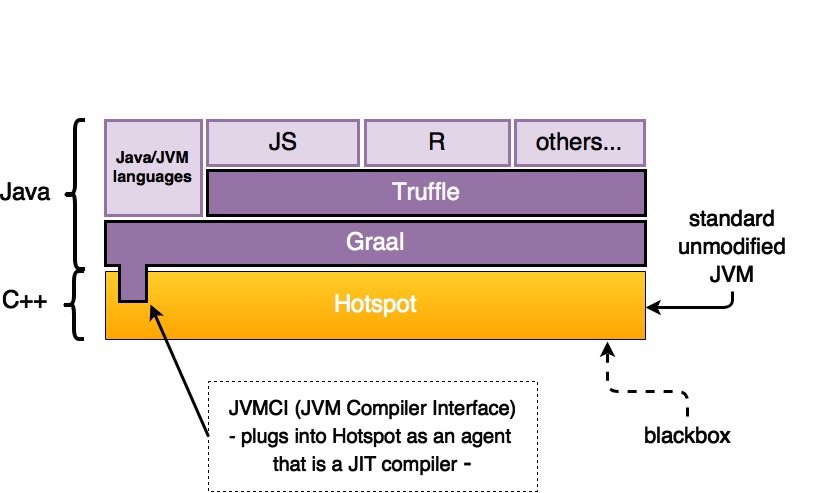 Java/JVM
languages
JS
R
others...
Truffle
Java
Graal
standard
unmodified
JVM
C++
Hotspot
JVMCI (JVM Compiler Interface)
- plugs into Hotspot as an agent
that is a JIT compiler -
blackbox